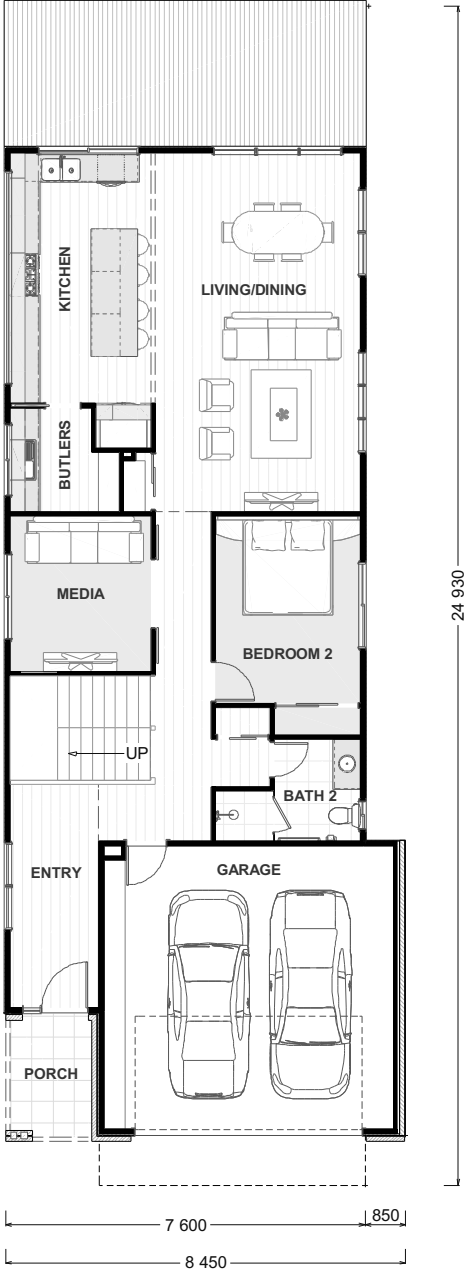 KITCHEN
LIVING/DINING
BUTLERS
MEDIA
BEDROOM 2
UP
BATH 2
ENTRY
GARAGE
PORCH
24 930
7 600
850
8 450